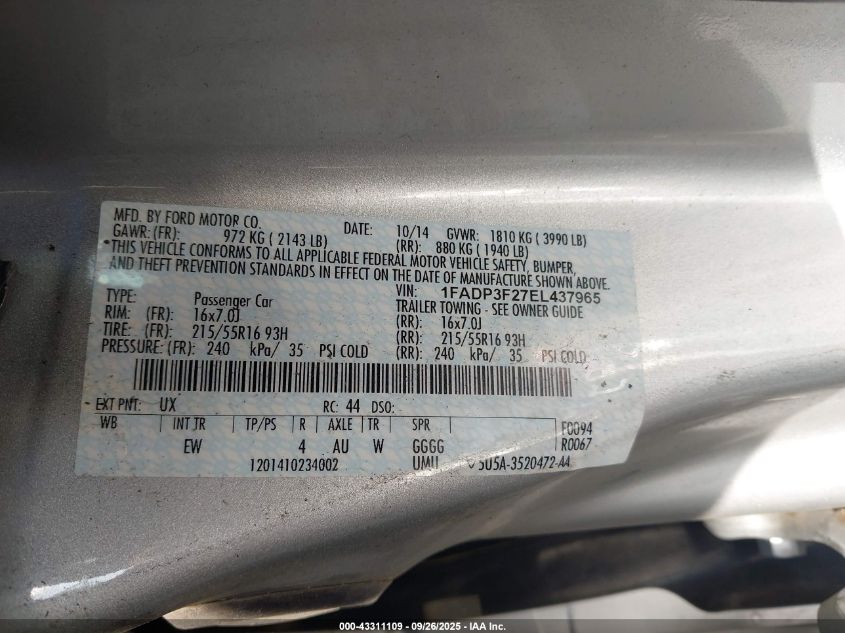 MFD. BY FORD MOTOR CO. DATE: 10/14 GVWR: 1810 KG ( 3990 LB)
GAWR: (FR): 972 KG ( 2143 LB) (RR): 880 KG ( 1940 LB)
THIS VEHICLE CONFORMS TO ALL APPLICABLE FEDERAL MOTOR VEHICLE SAFETY, BUMPER,
AND THEFT PREVENTION STANDARDS IN EFFECT ON THE DATE OF MANUFACTURE SHOWN ABOVE.
VIN: 1FADP3F27EL437965
TYPE: Passenger Car TRAILER TOWING - SEE OWNER GUIDE
RIM: (FR): 16x7.0J (RR): 16x7.0J
TIRE: (FR): 215/55R16 93H (RR): 215/55R16 93H
PRESSURE: (FR): 240 kPa/ 35 PSI COLD (RR): 240 kPa/ 35 PSI COLD
EXT PNT: UX RC: 44 DSO:
WB INT TR TP/PS R AXLE TR SPR F0094
EW 4 AU W GGGG R0067
1201410234002 UMU 5U5A-3520472-AA
000-43311109 - 09/26/2025 - IAA Inc.